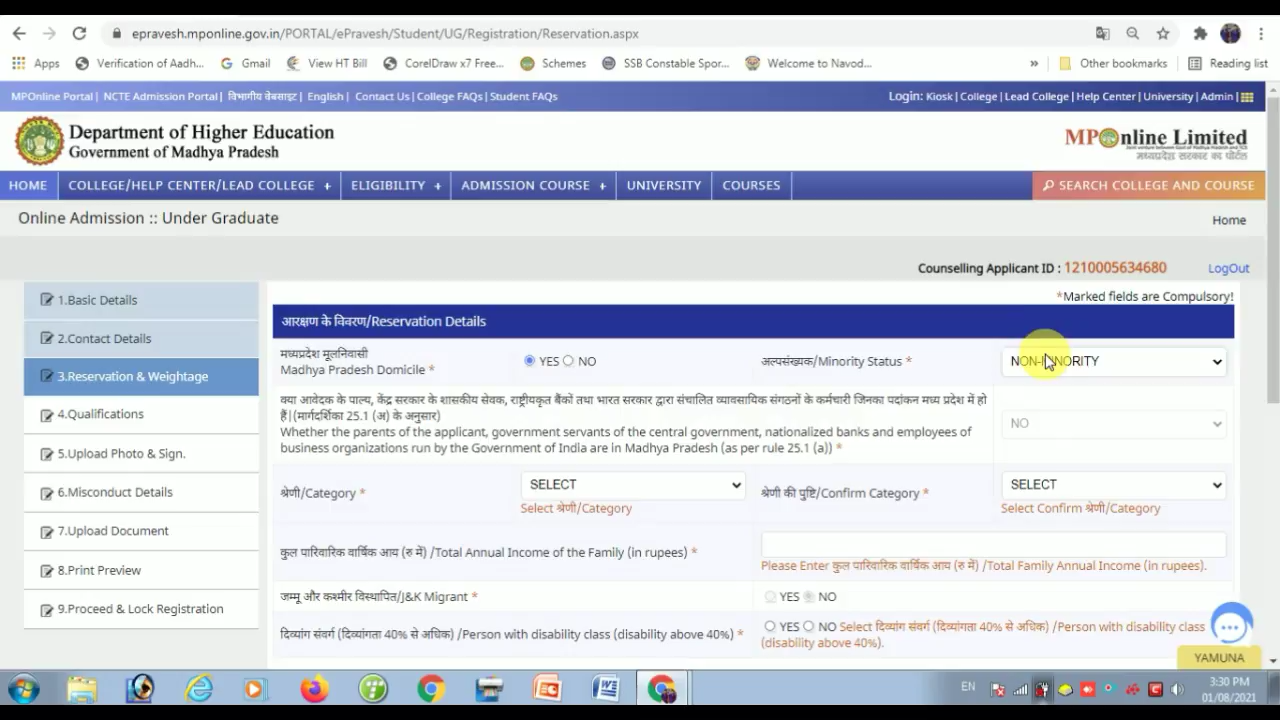 epravesh.mponline.gov.in/PORTAL/ePravesh/Student/UG/Registration/Reservation.aspx
Apps Verification of Aadh... Gmail View HT Bill CorelDraw x7 Free... Schemes SSB Constable Spor... Welcome to Navod... » Other bookmarks Reading list
MPOnline Portal| NCTE Admission Portal| विभागीय वेबसाइट| English| Contact Us| College FAQs| Student FAQs
Login: Kiosk| College| Lead College| Help Center| University| Admin|
Department of Higher Education
Government of Madhya Pradesh
MPOnline Limited
मध्यप्रदेश सरकार का पोर्टल
HOME COLLEGE/HELP CENTER/LEAD COLLEGE + ELIGIBILITY + ADMISSION COURSE + UNIVERSITY COURSES SEARCH COLLEGE AND COURSE
Online Admission :: Under Graduate
Home
Counselling Applicant ID : 1210005634680 LogOut
*Marked fields are Compulsory!
1.Basic Details
2.Contact Details
3.Reservation & Weightage
4.Qualifications
5.Upload Photo & Sign.
6.Misconduct Details
7.Upload Document
8.Print Preview
9.Proceed & Lock Registration
आरक्षण के विवरण/Reservation Details
मध्यप्रदेश मूलनिवासी
Madhya Pradesh Domicile *
YES NO
अल्पसंख्यक/Minority Status *
NON-MINORITY
क्या आवेदक के पाल्य, केंद्र सरकार के शासकीय सेवक, राष्ट्रीयकृत बैंकों तथा भारत सरकार द्वारा संचालित व्यावसायिक संगठनों के कर्मचारी जिनका पदांकन मध्य प्रदेश में हो
हैं| (मार्गदर्शिका 25.1 (अ) के अनुसार)
Whether the parents of the applicant, government servants of the central government, nationalized banks and employees of
business organizations run by the Government of India are in Madhya Pradesh (as per rule 25.1 (a)) *
NO
श्रेणी/Category *
SELECT
Select श्रेणी/Category
श्रेणी की पुष्टि/Confirm Category *
SELECT
Select Confirm श्रेणी/Category
कुल पारिवारिक वार्षिक आय (रु में) /Total Annual Income of the Family (in rupees) *
Please Enter कुल पारिवारिक वार्षिक आय (रु में) /Total Family Annual Income (in rupees).
जम्मू और कश्मीर विस्थापित/J&K Migrant *
YES NO
दिव्यांग संवर्ग (दिव्यांगता 40% से अधिक) /Person with disability class (disability above 40%) *
YES NO Select दिव्यांग संवर्ग (दिव्यांगता 40% से अधिक) /Person with disability class
(disability above 40%).
YAMUNA
EN
3:30 PM
01/08/2021